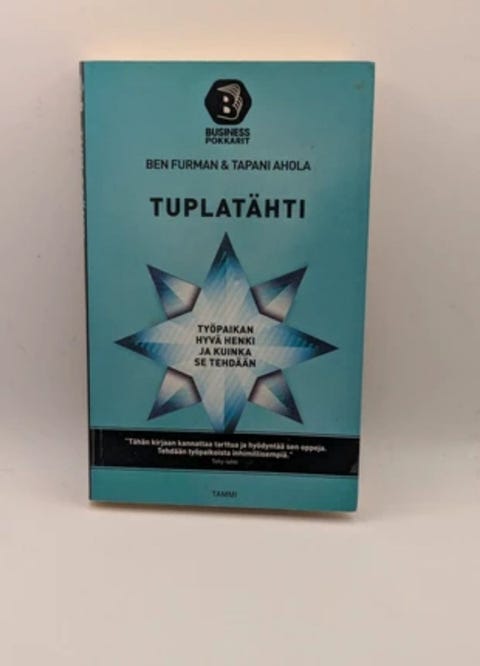 B
BUSINESS
POKKARIT
BEN FURMAN & TAPANI AHOLA
TUPLATÄHTI
TYÖPAIKAN
HYVÄ HENKI
JA KUINKA
SE TEHDÄÄN
"Tähän kirjaan kannattaa tarttua ja hyödyntää sen oppeja.
Tehdään työpaikoista inhimillisempiä."
TAMMI